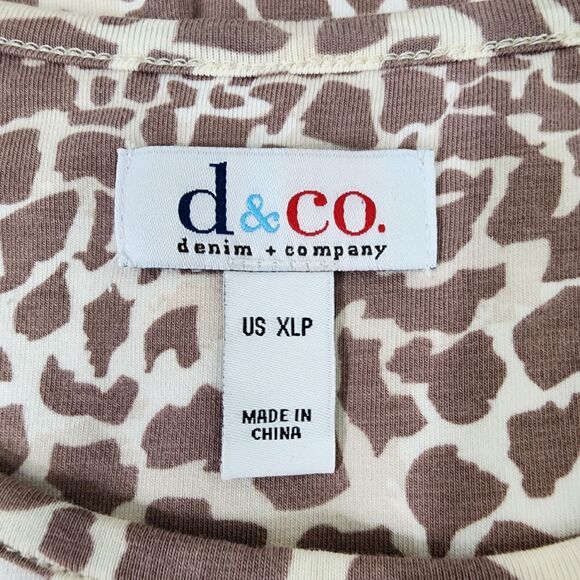 d&co.
denim + company
US XLP
MADE IN
CHINA